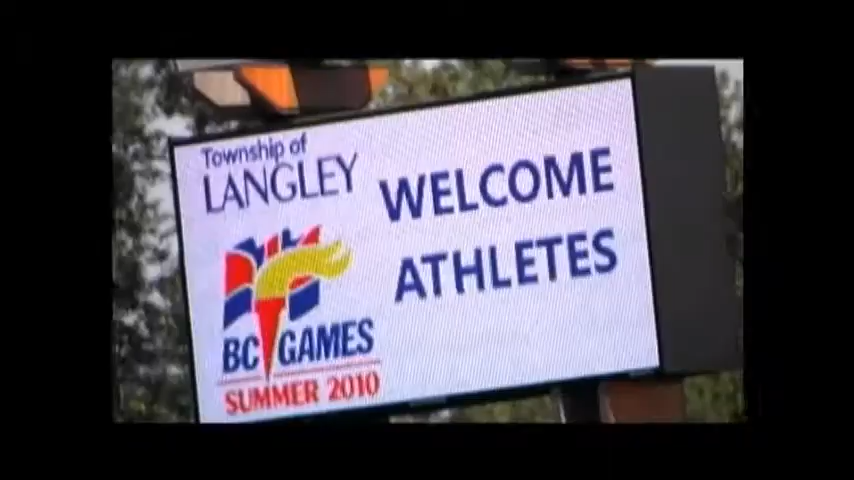 Township of
LANGLEY
WELCOME
ATHLETES
BC GAMES
SUMMER 2010